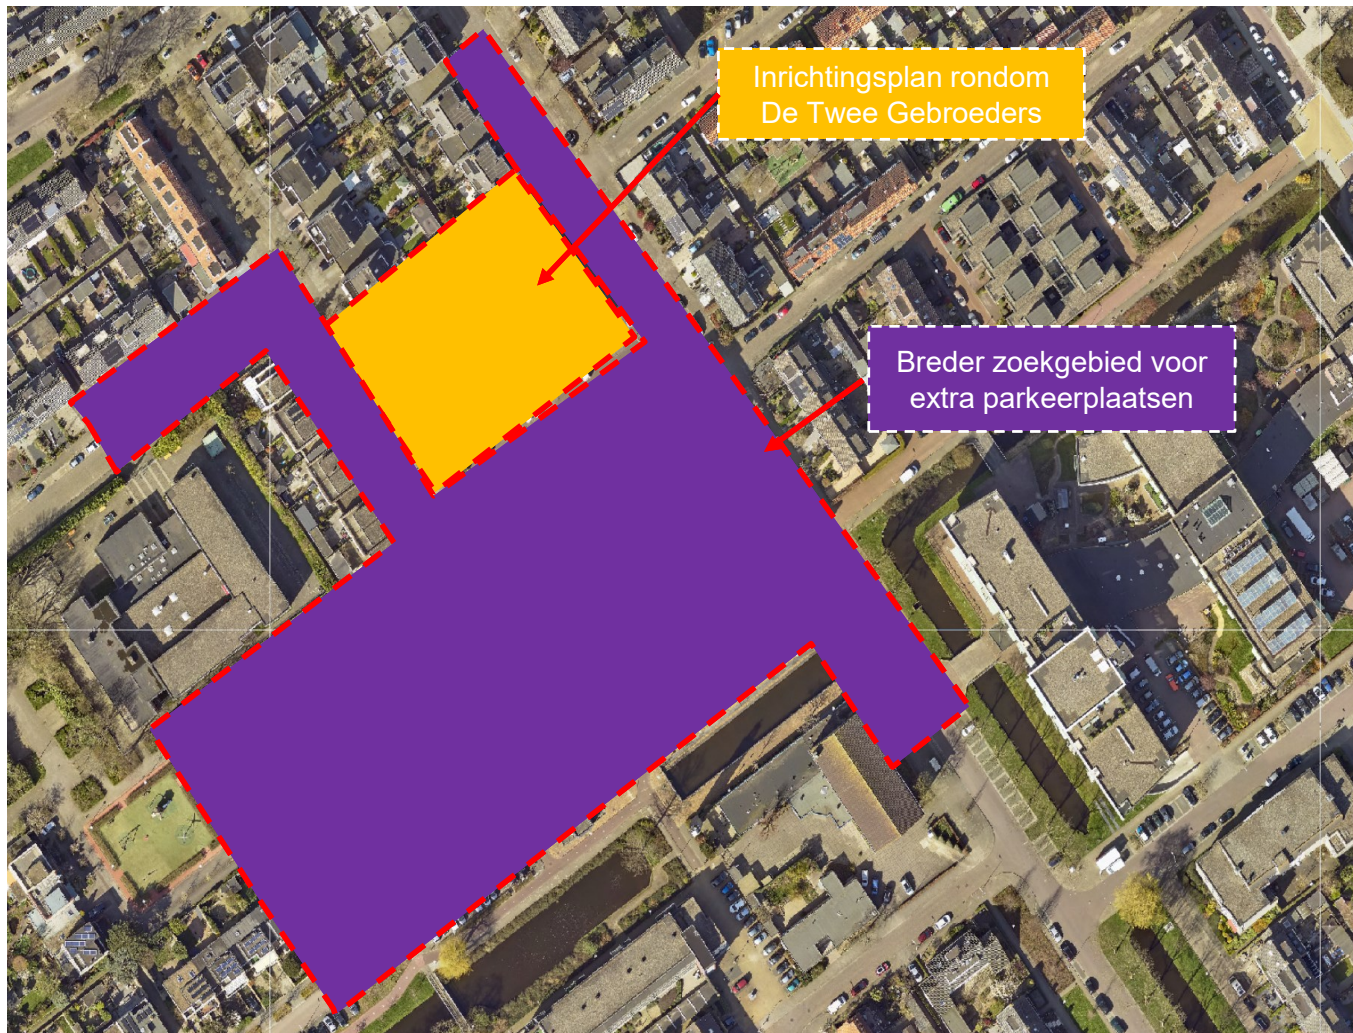 Inrichtingsplan rondom
De Twee Gebroeders
Breder zoekgebied voor
extra parkeerplaatsen